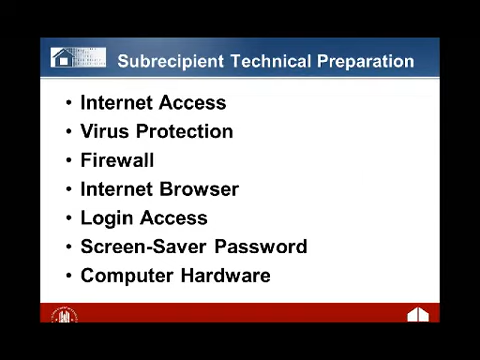 Subrecipient Technical Preparation
• Internet Access
• Virus Protection
• Firewall
• Internet Browser
• Login Access
• Screen-Saver Password
• Computer Hardware